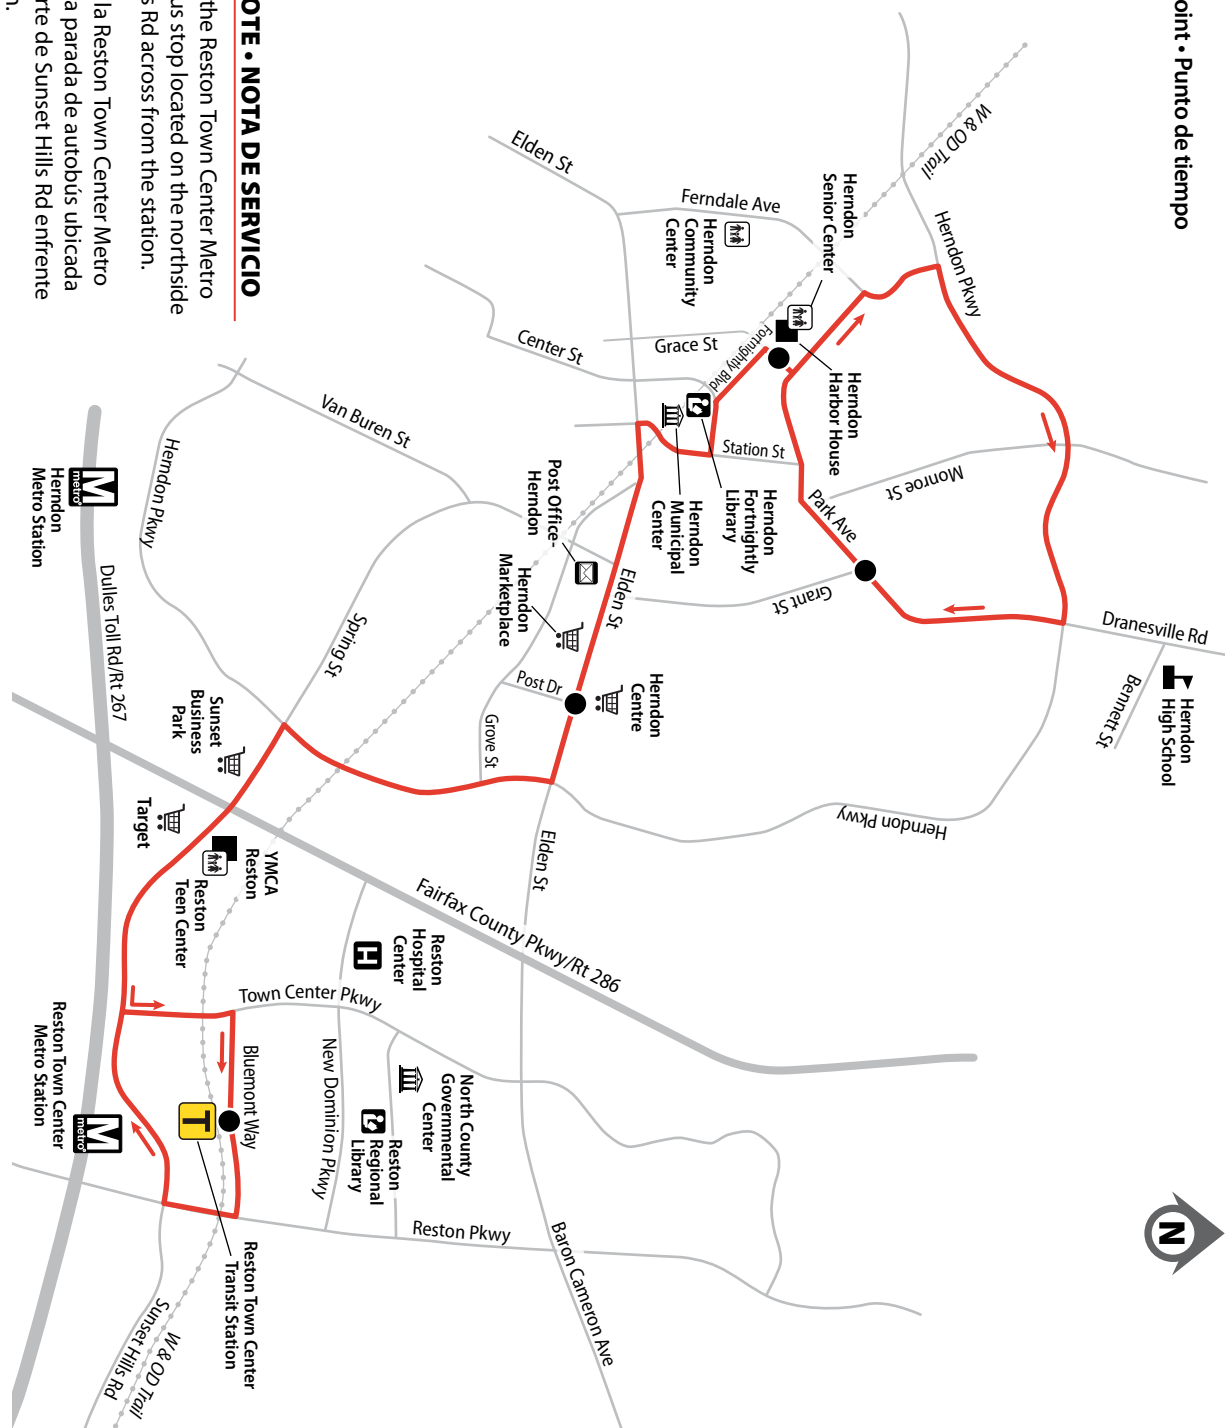 oint • Punto de tiempo
OTE • NOTA DE SERVICIO
the Reston Town Center Metro
us stop located on the northside
s Rd across from the station.
la Reston Town Center Metro
a parada de autobús ubicada
rte de Sunset Hills Rd enfrente
n.
W & OD Trail
Herndon Pkwy
Elden St
Ferndale Ave
Herndon
Senior Center
Herndon
Community
Center
Grace St
Fortnightly Blvd
Center St
Herndon
Harbor House
Van Buren St
Station St
Monroe St
Park Ave
Herndon
Fortnightly
Library
Herndon
Municipal
Center
Post Office-
Herndon
Herndon
Marketplace
Elden St
Grant St
Dranesville Rd
Bennett St
Herndon
High School
Herndon Pkwy
M
metro
Herndon
Metro Station
Dulles Toll Rd/Rt 267
Spring St
Post Dr
Grove St
Herndon
Centre
Sunset
Business
Park
Target
YMCA
Reston
Reston
Teen Center
Herndon Pkwy
Elden St
Fairfax County Pkwy/Rt 286
H
Reston
Hospital
Center
Town Center Pkwy
Bluemont Way
New Dominion Pkwy
North County
Governmental
Center
Reston
Regional
Library
Reston Town Center
Metro Station
M
metro
T
Reston Town Center
Transit Station
Reston Pkwy
Baron Cameron Ave
Sunset Hills Rd
W & OD Trail
N